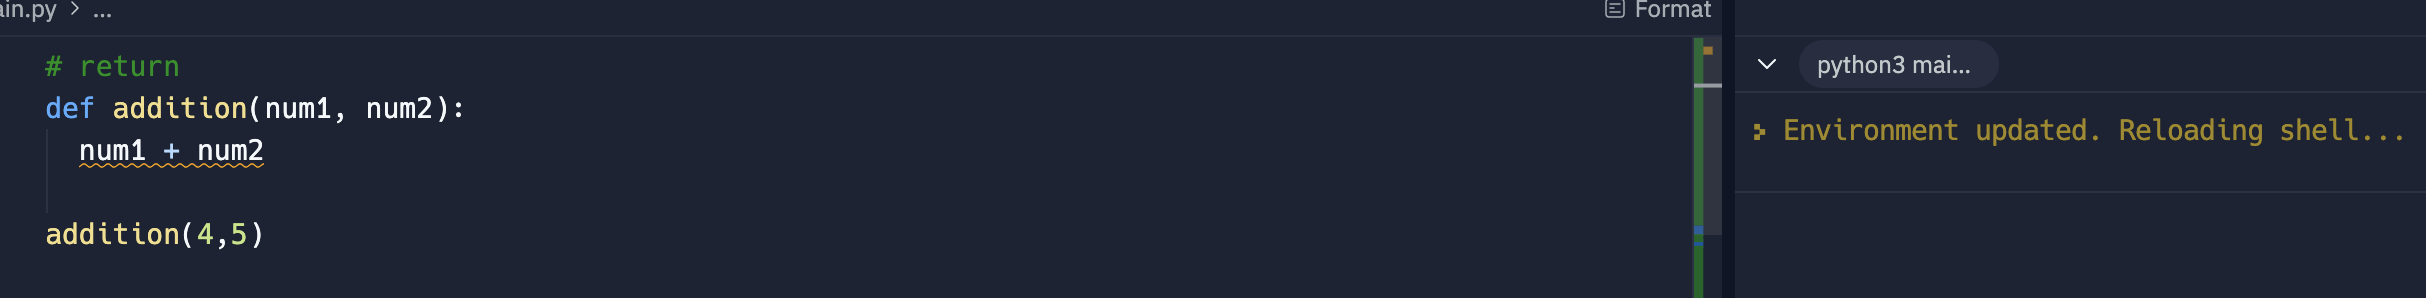 ain.py > ...
Format
# return
def addition(num1, num2):
num1 + num2
addition(4,5)
python3 mai...
Environment updated. Reloading shell...